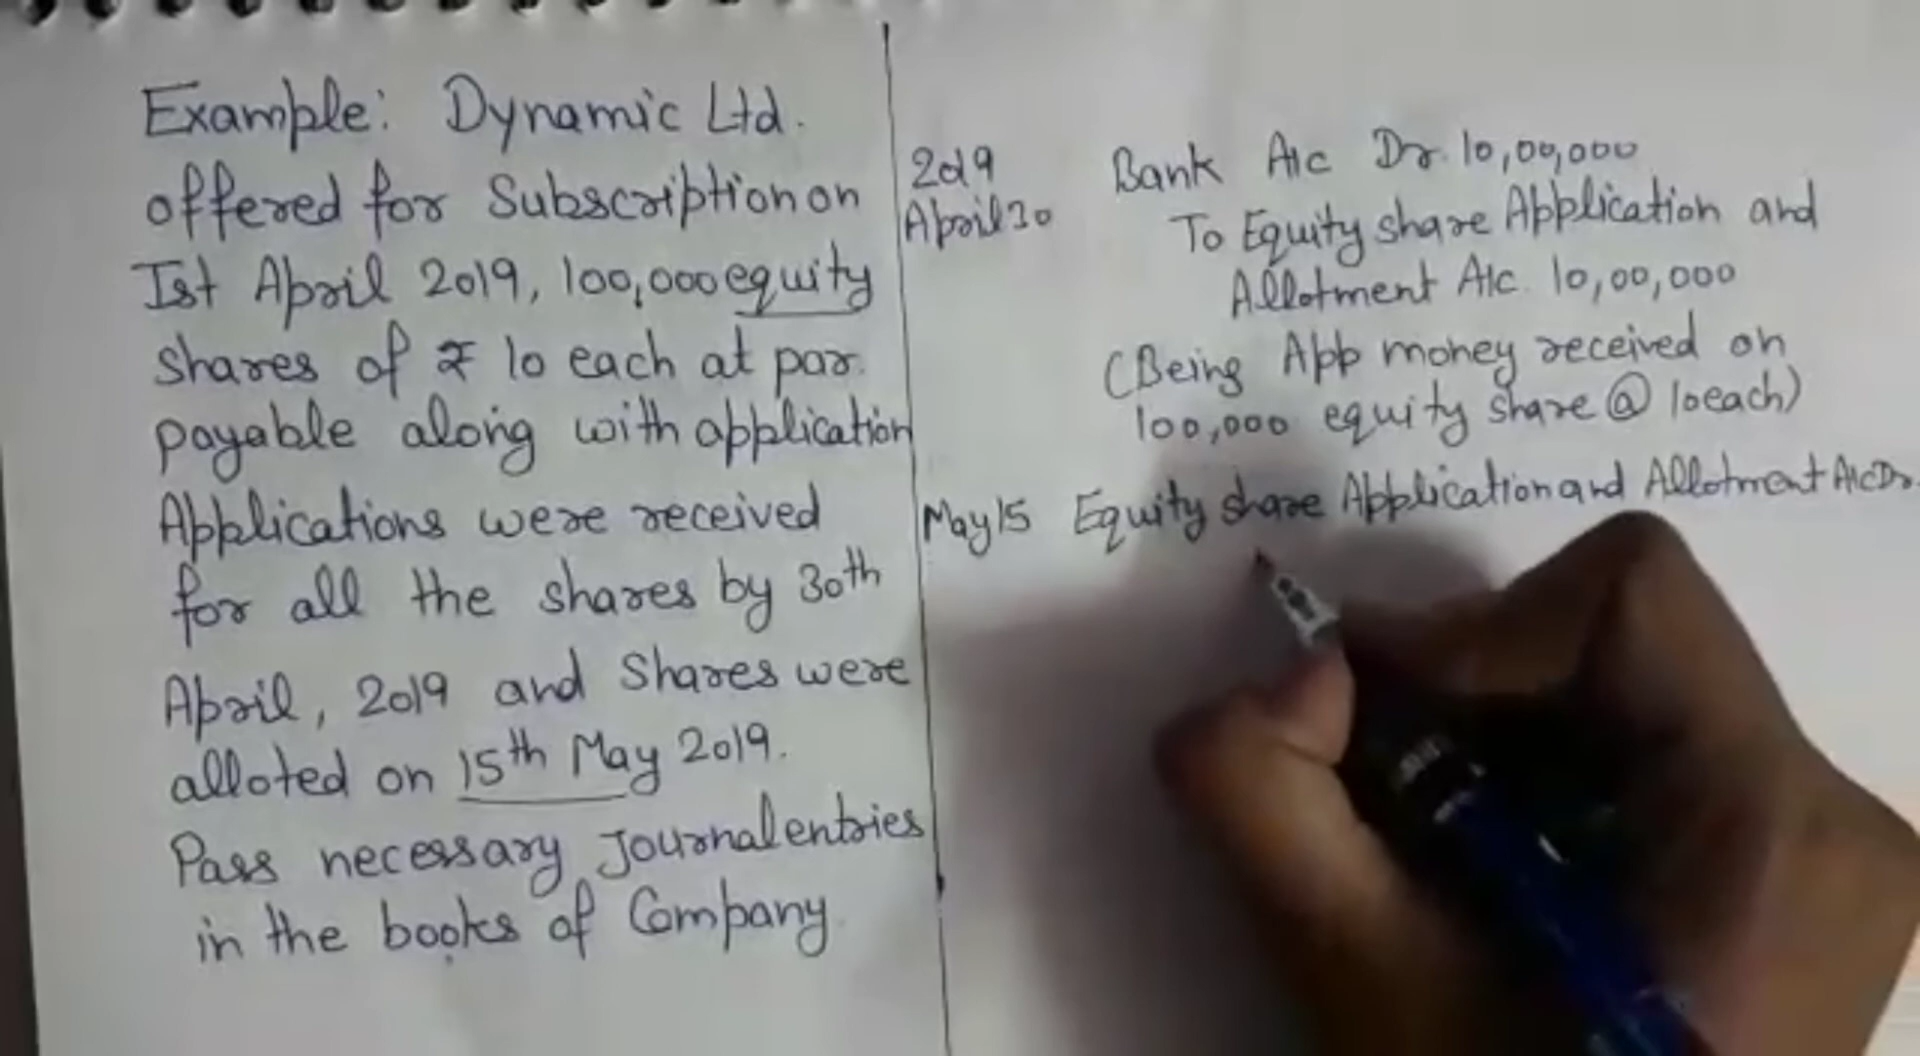 Example: Dynamic Ltd.
offered for Subscription on
Ist April 2019, 100,000 equity
shares of ₹ 10 each at par.
payable along with application
Applications were received
for all the shares by 30th
April, 2019 and Shares were
alloted on 15th May 2019.
Pass necessary Journal entries
in the books of Company.
2019
April 30
Bank A/c Dr. 10,00,000
To Equity share Application and
Allotment A/c. 10,00,000
(Being App money received on
100,000 equity share @ 10 each)
May 15 Equity share Application and Allotment A/c Dr.